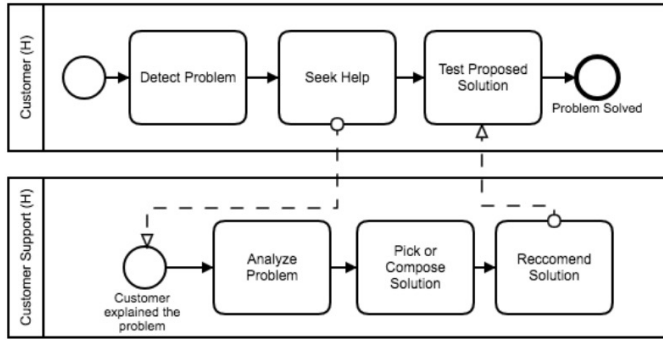 Customer (H)
Detect Problem
Seek Help
Test Proposed
Solution
Problem Solved
Customer Support (H)
Customer
explained the
problem
Analyze
Problem
Pick or
Compose
Solution
Reccomend
Solution